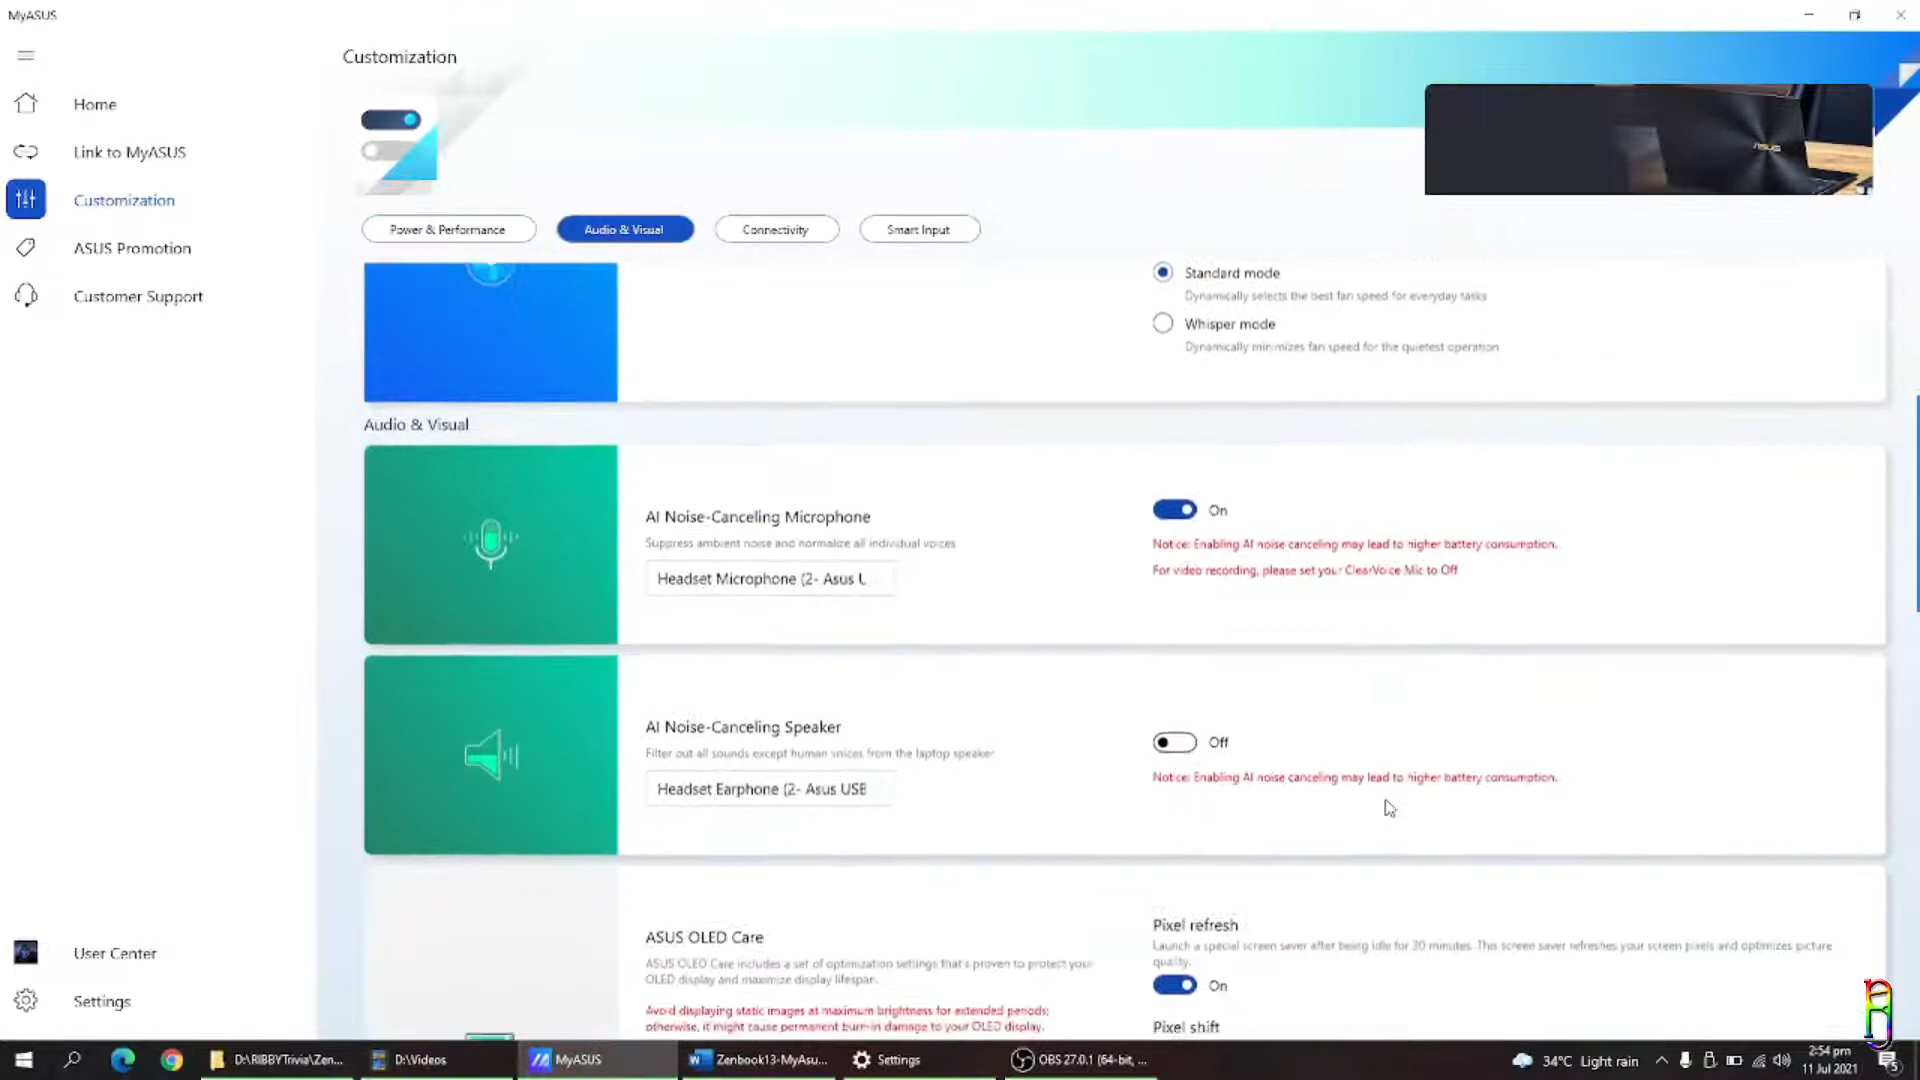 MyASUS
Customization
Home
Link to MyASUS
Customization
ASUS Promotion
Customer Support
ASUS
Power & Performance
Audio & Visual
Connectivity
Smart Input
Standard mode
Dynamically selects the best fan speed for everyday tasks
Whisper mode
Dynamically minimizes fan speed for the quietest operation
Audio & Visual
AI Noise-Canceling Microphone
Suppress ambient noise and normalize all individual voices
Headset Microphone (2- Asus U
On
Notice: Enabling AI noise canceling may lead to higher battery consumption.
For video recording, please set your ClearVoice Mic to Off
AI Noise-Canceling Speaker
Filter out all sounds except human voices from the laptop speaker
Headset Earphone (2- Asus USB
Off
Notice: Enabling AI noise canceling may lead to higher battery consumption.
ASUS OLED Care
ASUS OLED Care includes a set of optimization settings that's proven to protect your
OLED display and maximize display lifespan.
Avoid displaying static images at maximum brightness for extended periods;
otherwise, it might cause permanent burn-in damage to your OLED display.
Pixel refresh
Launch a special screen saver after being idle for 30 minutes. This screen saver refreshes your screen pixels and optimizes picture
quality.
On
Pixel shift
User Center
Settings
D:\RIBBYTrivia\Zen...
D:\Videos
MyASUS
Zenbook13-MyAsu...
Settings
OBS 27.0.1 (64-bit, ...
34°C Light rain
2:54 pm
11 Jul 2021
5